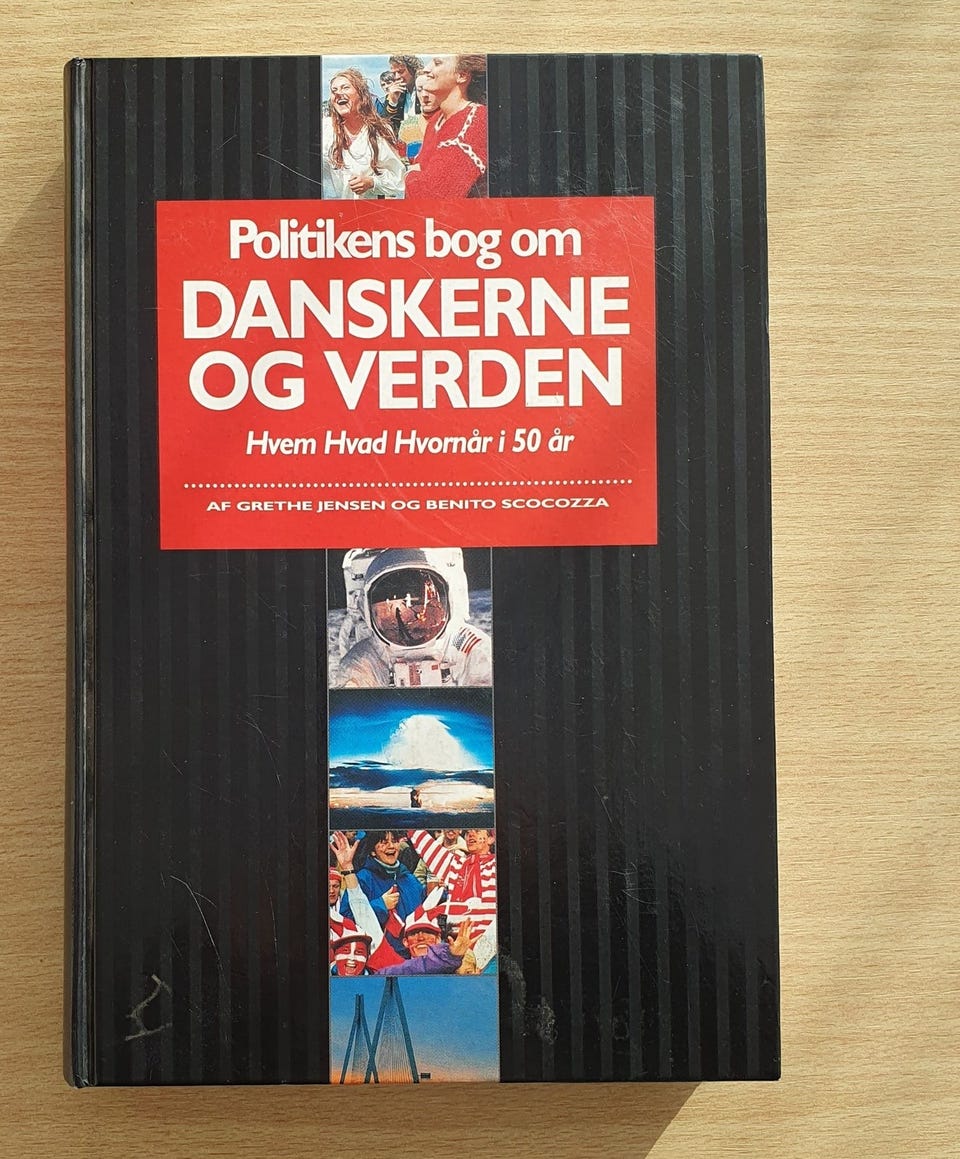 Politikens bog om
DANSKERNE
OG VERDEN
Hvem Hvad Hvornår i 50 år
AF GRETHE JENSEN OG BENITO SCOCOZZA